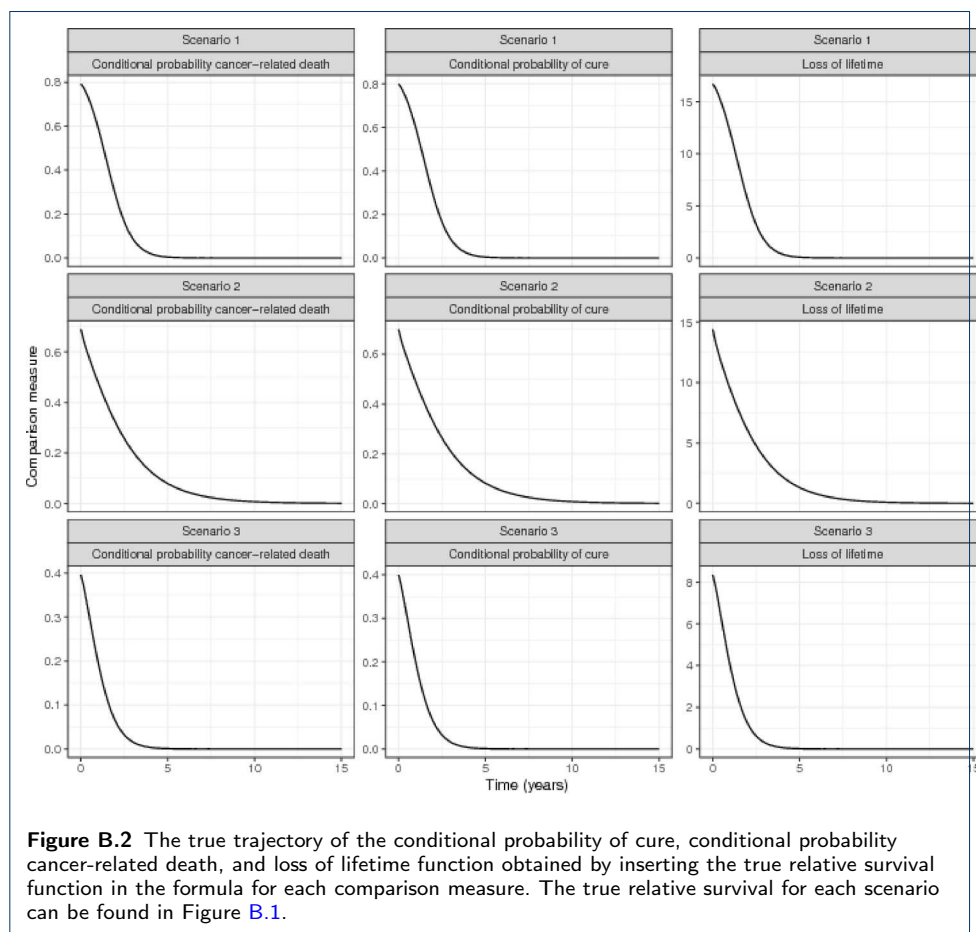 Scenario 1
Conditional probability cancer-related death
Scenario 1
Conditional probability of cure
Scenario 1
Loss of lifetime
0.8
0.6
0.4
0.2
0.0
0.8
0.6
0.4
0.2
0.0
15
10
5
0
Scenario 2
Conditional probability cancer-related death
Scenario 2
Conditional probability of cure
Scenario 2
Loss of lifetime
Comparison measure
0.6
0.4
0.2
0.0
0.6
0.4
0.2
0.0
15
10
5
0
Scenario 3
Conditional probability cancer-related death
Scenario 3
Conditional probability of cure
Scenario 3
Loss of lifetime
0.4
0.3
0.2
0.1
0.0
0.4
0.3
0.2
0.1
0.0
8
6
4
2
0
0 5 10 15
0 5 10 15
0 5 10 15
Time (years)
Figure B.2 The true trajectory of the conditional probability of cure, conditional probability
cancer-related death, and loss of lifetime function obtained by inserting the true relative survival
function in the formula for each comparison measure. The true relative survival for each scenario
can be found in Figure B.1.